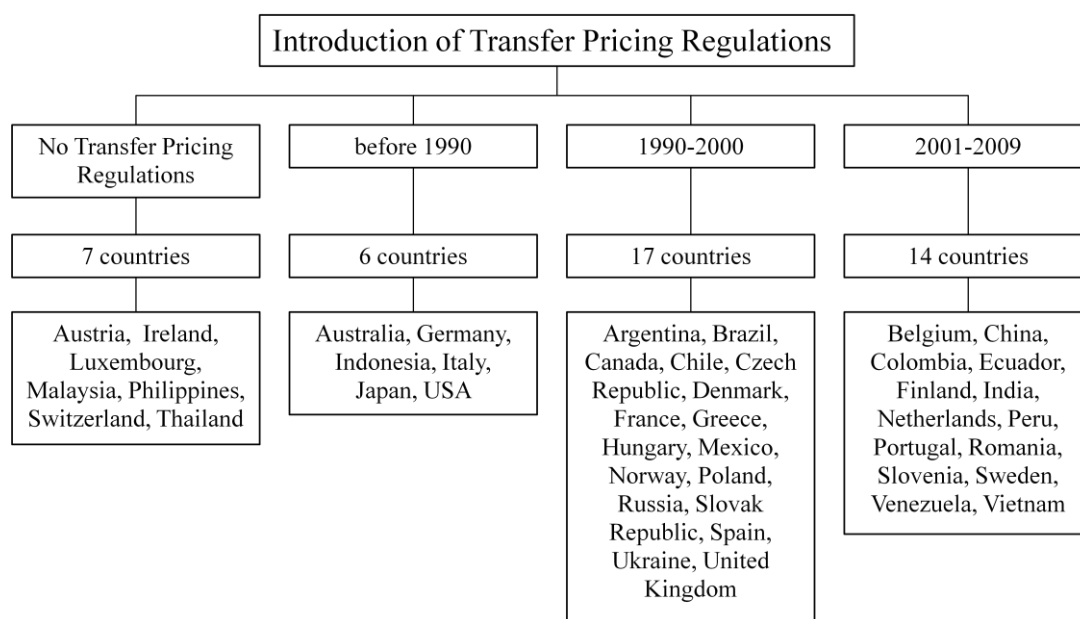 Introduction of Transfer Pricing Regulations
No Transfer Pricing
Regulations
before 1990
1990-2000
2001-2009
7 countries
6 countries
17 countries
14 countries
Austria, Ireland,
Luxembourg,
Malaysia, Philippines,
Switzerland, Thailand
Australia, Germany,
Indonesia, Italy,
Japan, USA
Argentina, Brazil,
Canada, Chile, Czech
Republic, Denmark,
France, Greece,
Hungary, Mexico,
Norway, Poland,
Russia, Slovak
Republic, Spain,
Ukraine, United
Kingdom
Belgium, China,
Colombia, Ecuador,
Finland, India,
Netherlands, Peru,
Portugal, Romania,
Slovenia, Sweden,
Venezuela, Vietnam